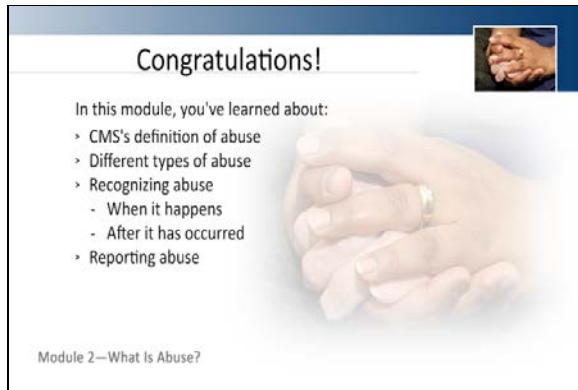 Congratulations!
In this module, you've learned about:
› CMS's definition of abuse
› Different types of abuse
› Recognizing abuse
- When it happens
- After it has occurred
› Reporting abuse
Module 2—What Is Abuse?